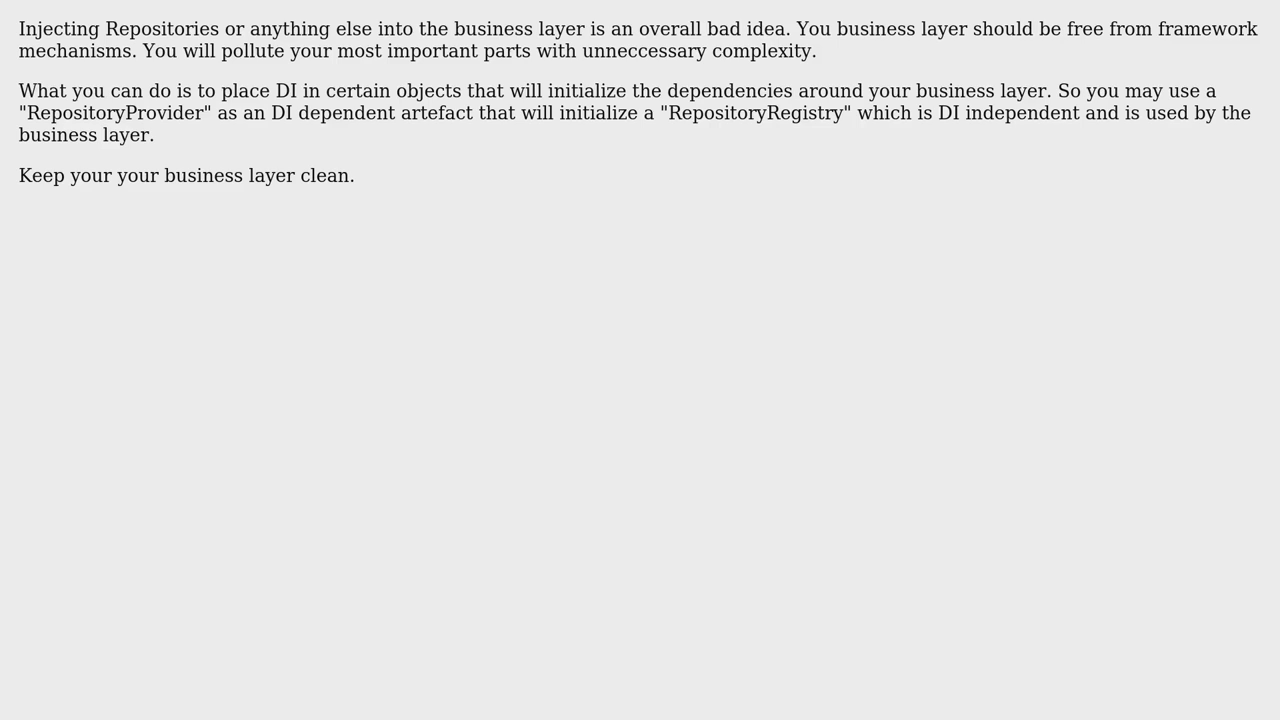 Injecting Repositories or anything else into the business layer is an overall bad idea. You business layer should be free from framework
mechanisms. You will pollute your most important parts with unneccessary complexity.
What you can do is to place DI in certain objects that will initialize the dependencies around your business layer. So you may use a
"RepositoryProvider" as an DI dependent artefact that will initialize a "RepositoryRegistry" which is DI independent and is used by the
business layer.
Keep your your business layer clean.